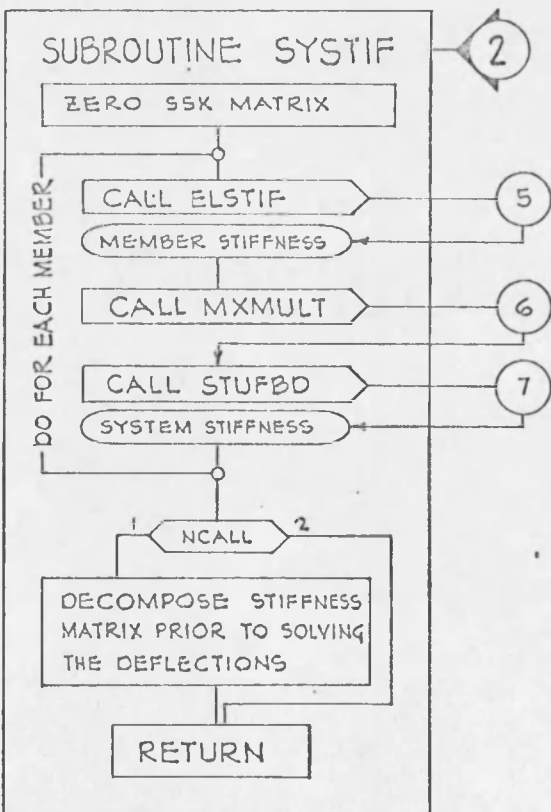 SUBROUTINE SYSTIF
2
ZERO SSK MATRIX
DO FOR EACH MEMBER
CALL ELSTIF
5
MEMBER STIFFNESS
CALL MXMULT
6
CALL STUFBD
7
SYSTEM STIFFNESS
1
NCALL
2
DECOMPOSE STIFFNESS
MATRIX PRIOR TO SOLVING
THE DEFLECTIONS
RETURN